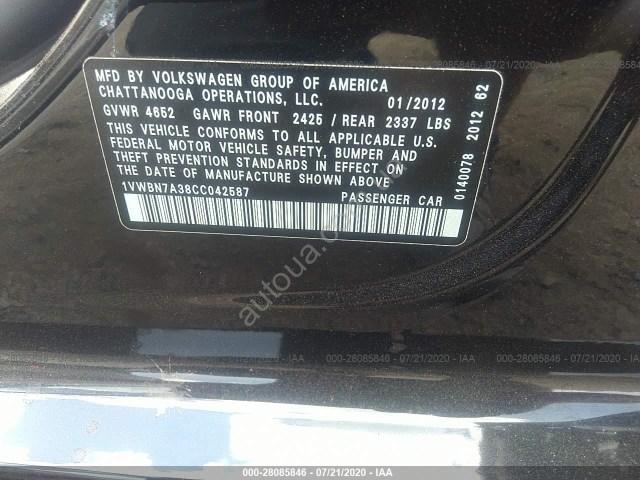 000-28085846 - 07/21/2020 - IAA
MFD BY VOLKSWAGEN GROUP OF AMERICA
CHATTANOOGA OPERATIONS, LLC. 01/2012
GVWR 4652 GAWR FRONT 2425 / REAR 2337 LBS
THIS VEHICLE CONFORMS TO ALL APPLICABLE U.S.
FEDERAL MOTOR VEHICLE SAFETY, BUMPER AND
THEFT PREVENTION STANDARDS IN EFFECT ON
THE DATE OF MANUFACTURE SHOWN ABOVE
1VWBN7A38CC042587 PASSENGER CAR
0140078 2012 62
autoua.
000-28085846 - 07/21/2020 - IAA
000-28085846 - 07/21/2020 - IAA